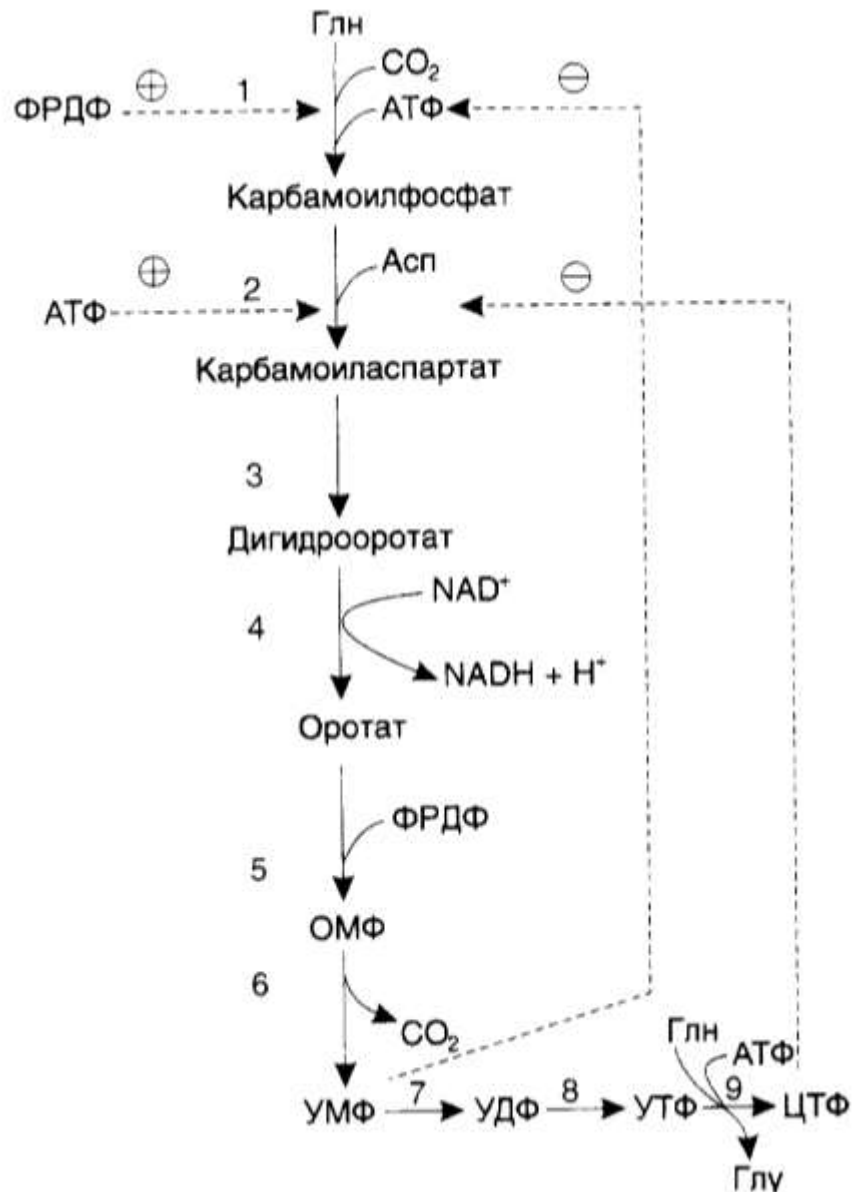 Глн
CO₂
⊕
1
⊖
ФРДФ
АТФ
Карбамоилфосфат
Асп
⊕
2
⊖
АТФ
Карбамоиласпартат
3
Дигидрооротат
NAD⁺
4
NADH + H⁺
Оротат
ФРДФ
5
ОМФ
6
CO₂
Глн
АТФ
УМФ 7 УДФ 8 УТФ 9 ЦТФ
Глу